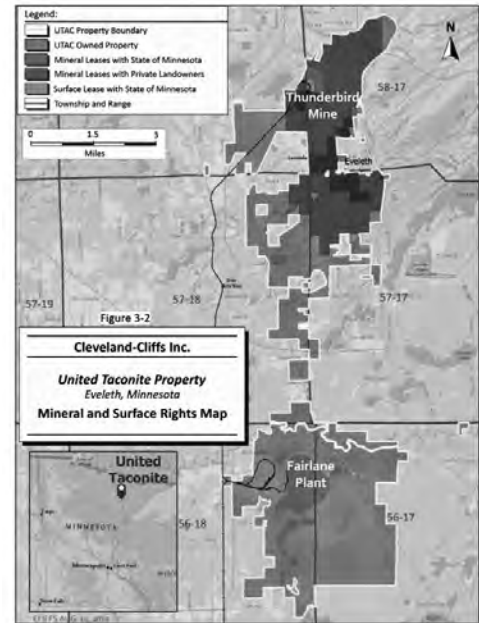 Legend:
UTAC Property Boundary
UTAC Owned Property
Mineral Leases with State of Minnesota
Mineral Leases with Private Landowners
Surface Lease with State of Minnesota
Township and Range
0 1.5 3
Miles
N
58-17
Thunderbird
Mine
Eveleth
57-19
57-18
57-17
Figure 3-2
Cleveland-Cliffs Inc.
United Taconite Property
Eveleth, Minnesota
Mineral and Surface Rights Map
United
Taconite
MINNESOTA
Fairlane
Plant
56-18
56-17